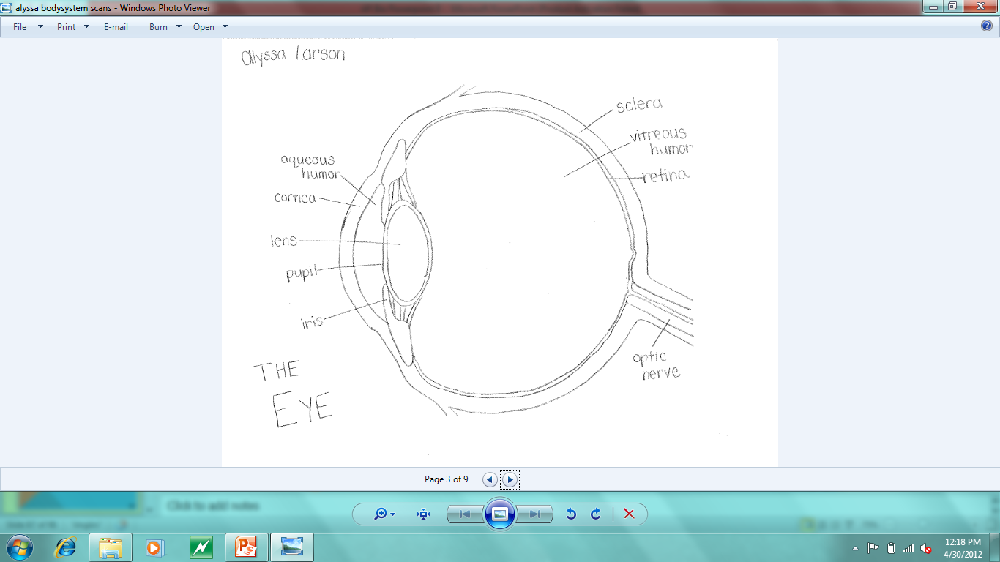 alyssa bodysystem scans - Windows Photo Viewer
File Print E-mail Burn Open
alyssa Larson
sclera
vitreous
humor
retina
aqueous
humor
cornea
lens
pupil
iris
optic
nerve
THE
EYE
Page 3 of 9
Click to add notes
12:18 PM
4/30/2012